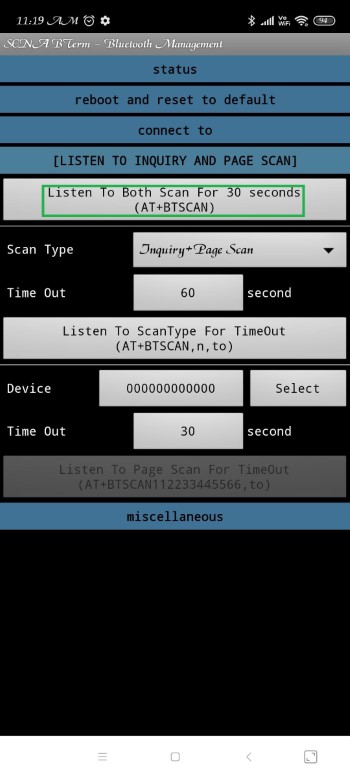 11:19 AM
Vo WiFi 94
SENA BTerm - Bluetooth Management
status
reboot and reset to default
connect to
[LISTEN TO INQUIRY AND PAGE SCAN]
Listen To Both Scan For 30 seconds
(AT+BTSCAN)
Scan Type Inquiry+Page Scan
Time Out 60 second
Listen To ScanType For TimeOut
(AT+BTSCAN,n,to)
Device 000000000000 Select
Time Out 30 second
Listen To Page Scan For TimeOut
(AT+BTSCAN112233445566,to)
miscellaneous